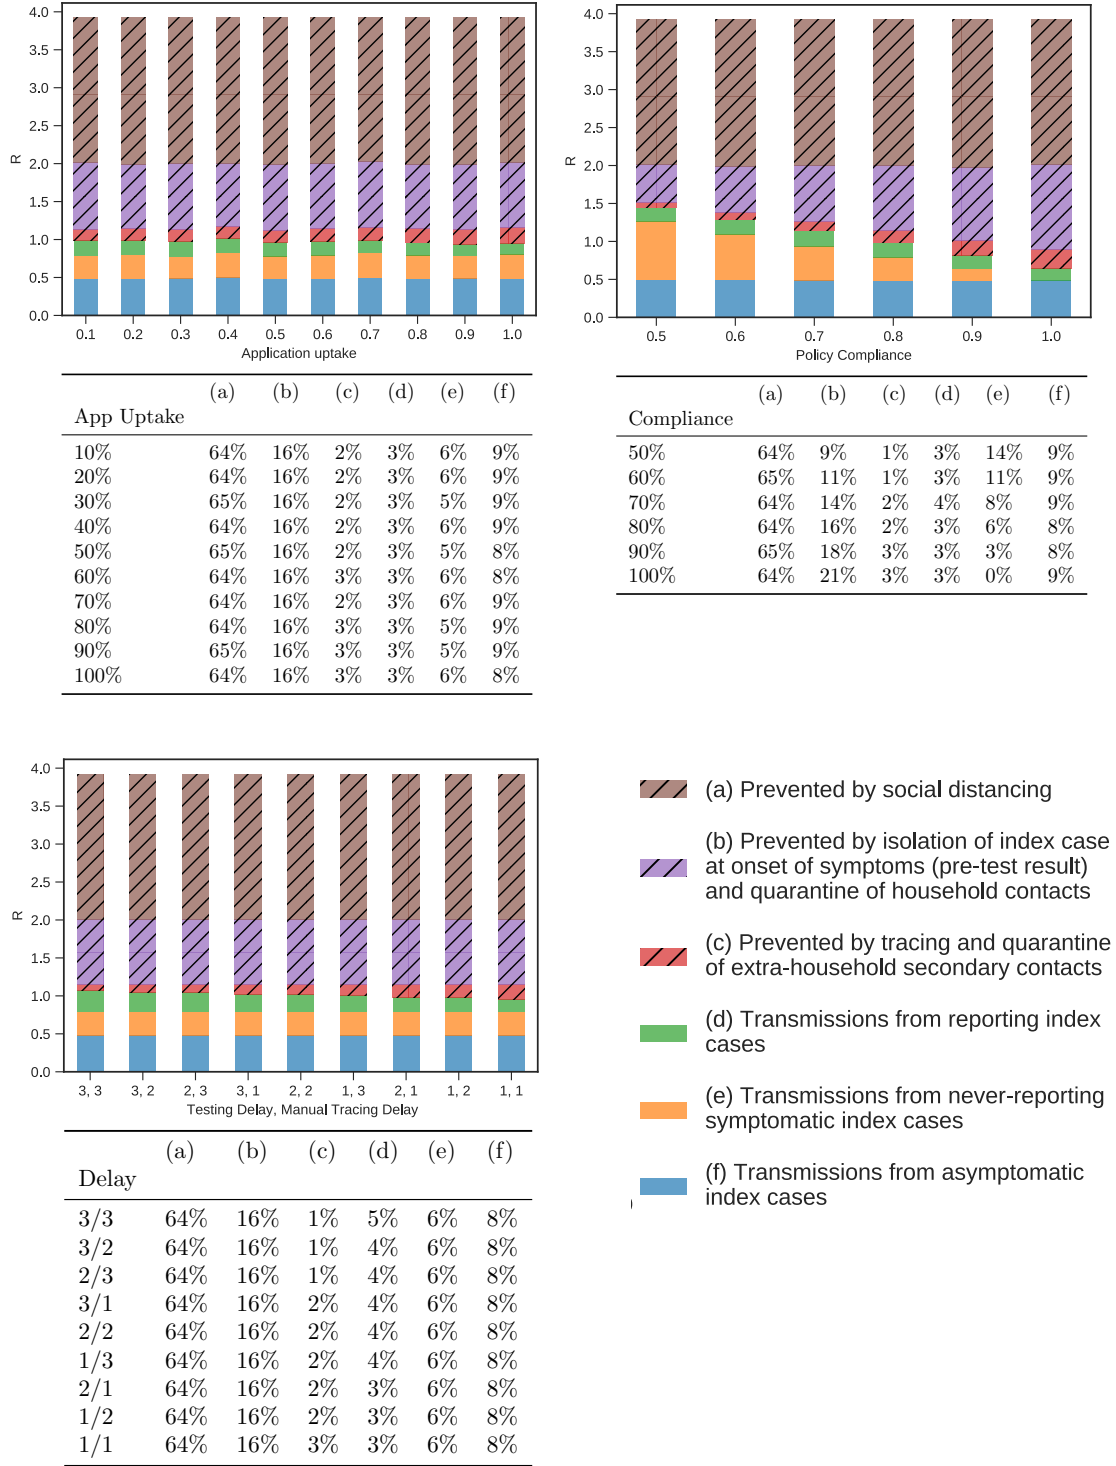 4.0
3.5
3.0
2.5
2.0
1.5
1.0
0.5
0.0
R
0.1 0.2 0.3 0.4 0.5 0.6 0.7 0.8 0.9 1.0
Application uptake
(a) (b) (c) (d) (e) (f)
App Uptake
10% 64% 16% 2% 3% 6% 9%
20% 64% 16% 2% 3% 6% 9%
30% 65% 16% 2% 3% 5% 9%
40% 64% 16% 2% 3% 6% 9%
50% 65% 16% 2% 3% 5% 8%
60% 64% 16% 3% 3% 6% 8%
70% 64% 16% 2% 3% 6% 9%
80% 64% 16% 3% 3% 5% 9%
90% 65% 16% 3% 3% 5% 9%
100% 64% 16% 3% 3% 6% 8%
4.0
3.5
3.0
2.5
2.0
1.5
1.0
0.5
0.0
R
0.5 0.6 0.7 0.8 0.9 1.0
Policy Compliance
(a) (b) (c) (d) (e) (f)
Compliance
50% 64% 9% 1% 3% 14% 9%
60% 65% 11% 1% 3% 11% 9%
70% 64% 14% 2% 4% 8% 9%
80% 64% 16% 2% 3% 6% 8%
90% 65% 18% 3% 3% 3% 8%
100% 64% 21% 3% 3% 0% 9%
4.0
3.5
3.0
2.5
2.0
1.5
1.0
0.5
0.0
R
3, 3 3, 2 2, 3 3, 1 2, 2 1, 3 2, 1 1, 2 1, 1
Testing Delay, Manual Tracing Delay
(a) (b) (c) (d) (e) (f)
Delay
3/3 64% 16% 1% 5% 6% 8%
3/2 64% 16% 1% 4% 6% 8%
2/3 64% 16% 1% 4% 6% 8%
3/1 64% 16% 2% 4% 6% 8%
2/2 64% 16% 2% 4% 6% 8%
1/3 64% 16% 2% 4% 6% 8%
2/1 64% 16% 2% 3% 6% 8%
1/2 64% 16% 2% 3% 6% 8%
1/1 64% 16% 3% 3% 6% 8%
(a) Prevented by social distancing
(b) Prevented by isolation of index case
at onset of symptoms (pre-test result)
and quarantine of household contacts
(c) Prevented by tracing and quarantine
of extra-household secondary contacts
(d) Transmissions from reporting index
cases
(e) Transmissions from never-reporting
symptomatic index cases
(f) Transmissions from asymptomatic
index cases